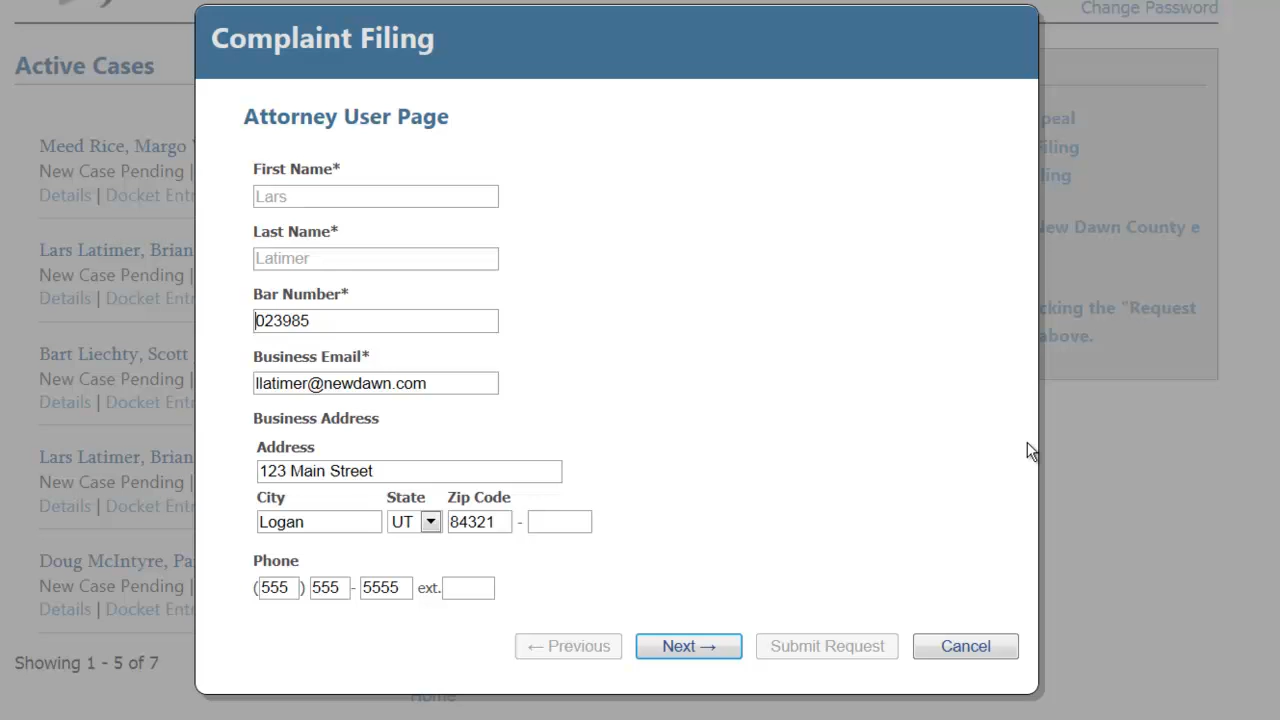 Change Password
Complaint Filing
Active Cases
Attorney User Page
Meed Rice, Margo
New Case Pending |
Details | Docket Entr
Lars Latimer, Brian
New Case Pending |
Details | Docket Entr
Bart Liechty, Scott
New Case Pending |
Details | Docket Entr
Lars Latimer, Brian
New Case Pending |
Details | Docket Entr
Doug McIntyre, Pa
New Case Pending |
Details | Docket Entr
Showing 1 - 5 of 7
First Name*
Lars
Last Name*
Latimer
Bar Number*
023985
Business Email*
llatimer@newdawn.com
Business Address
Address
123 Main Street
City State Zip Code
Logan UT 84321 -
Phone
(555) 555 - 5555 ext.
← Previous Next → Submit Request Cancel
peal
Filing
ling
New Dawn County e
cking the "Request
above.
Home